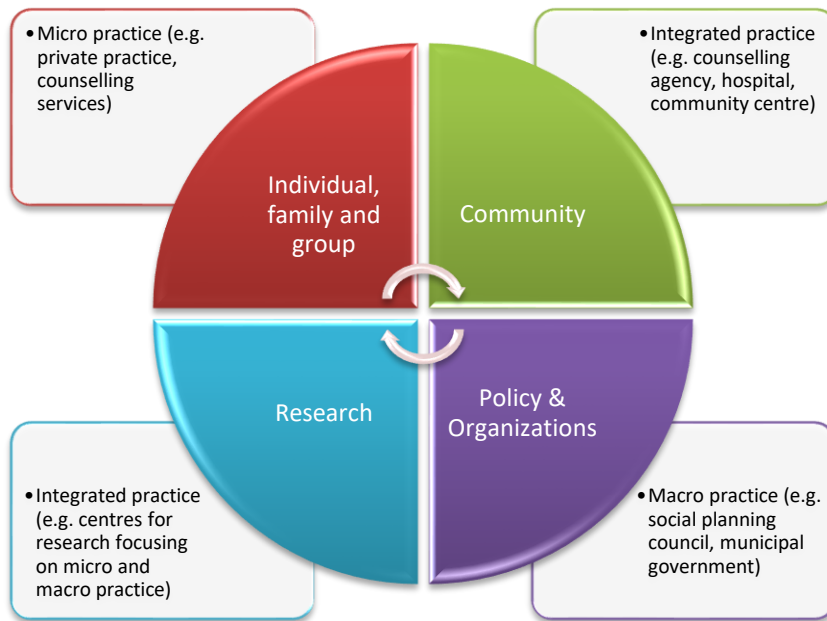 •Micro practice (e.g.
private practice,
counselling
services)
•Integrated practice
(e.g. counselling
agency, hospital,
community centre)
Individual,
family and
group
Community
Research
Policy &
Organizations
•Integrated practice
(e.g. centres for
research focusing
on micro and
macro practice)
•Macro practice (e.g.
social planning
council, municipal
government)